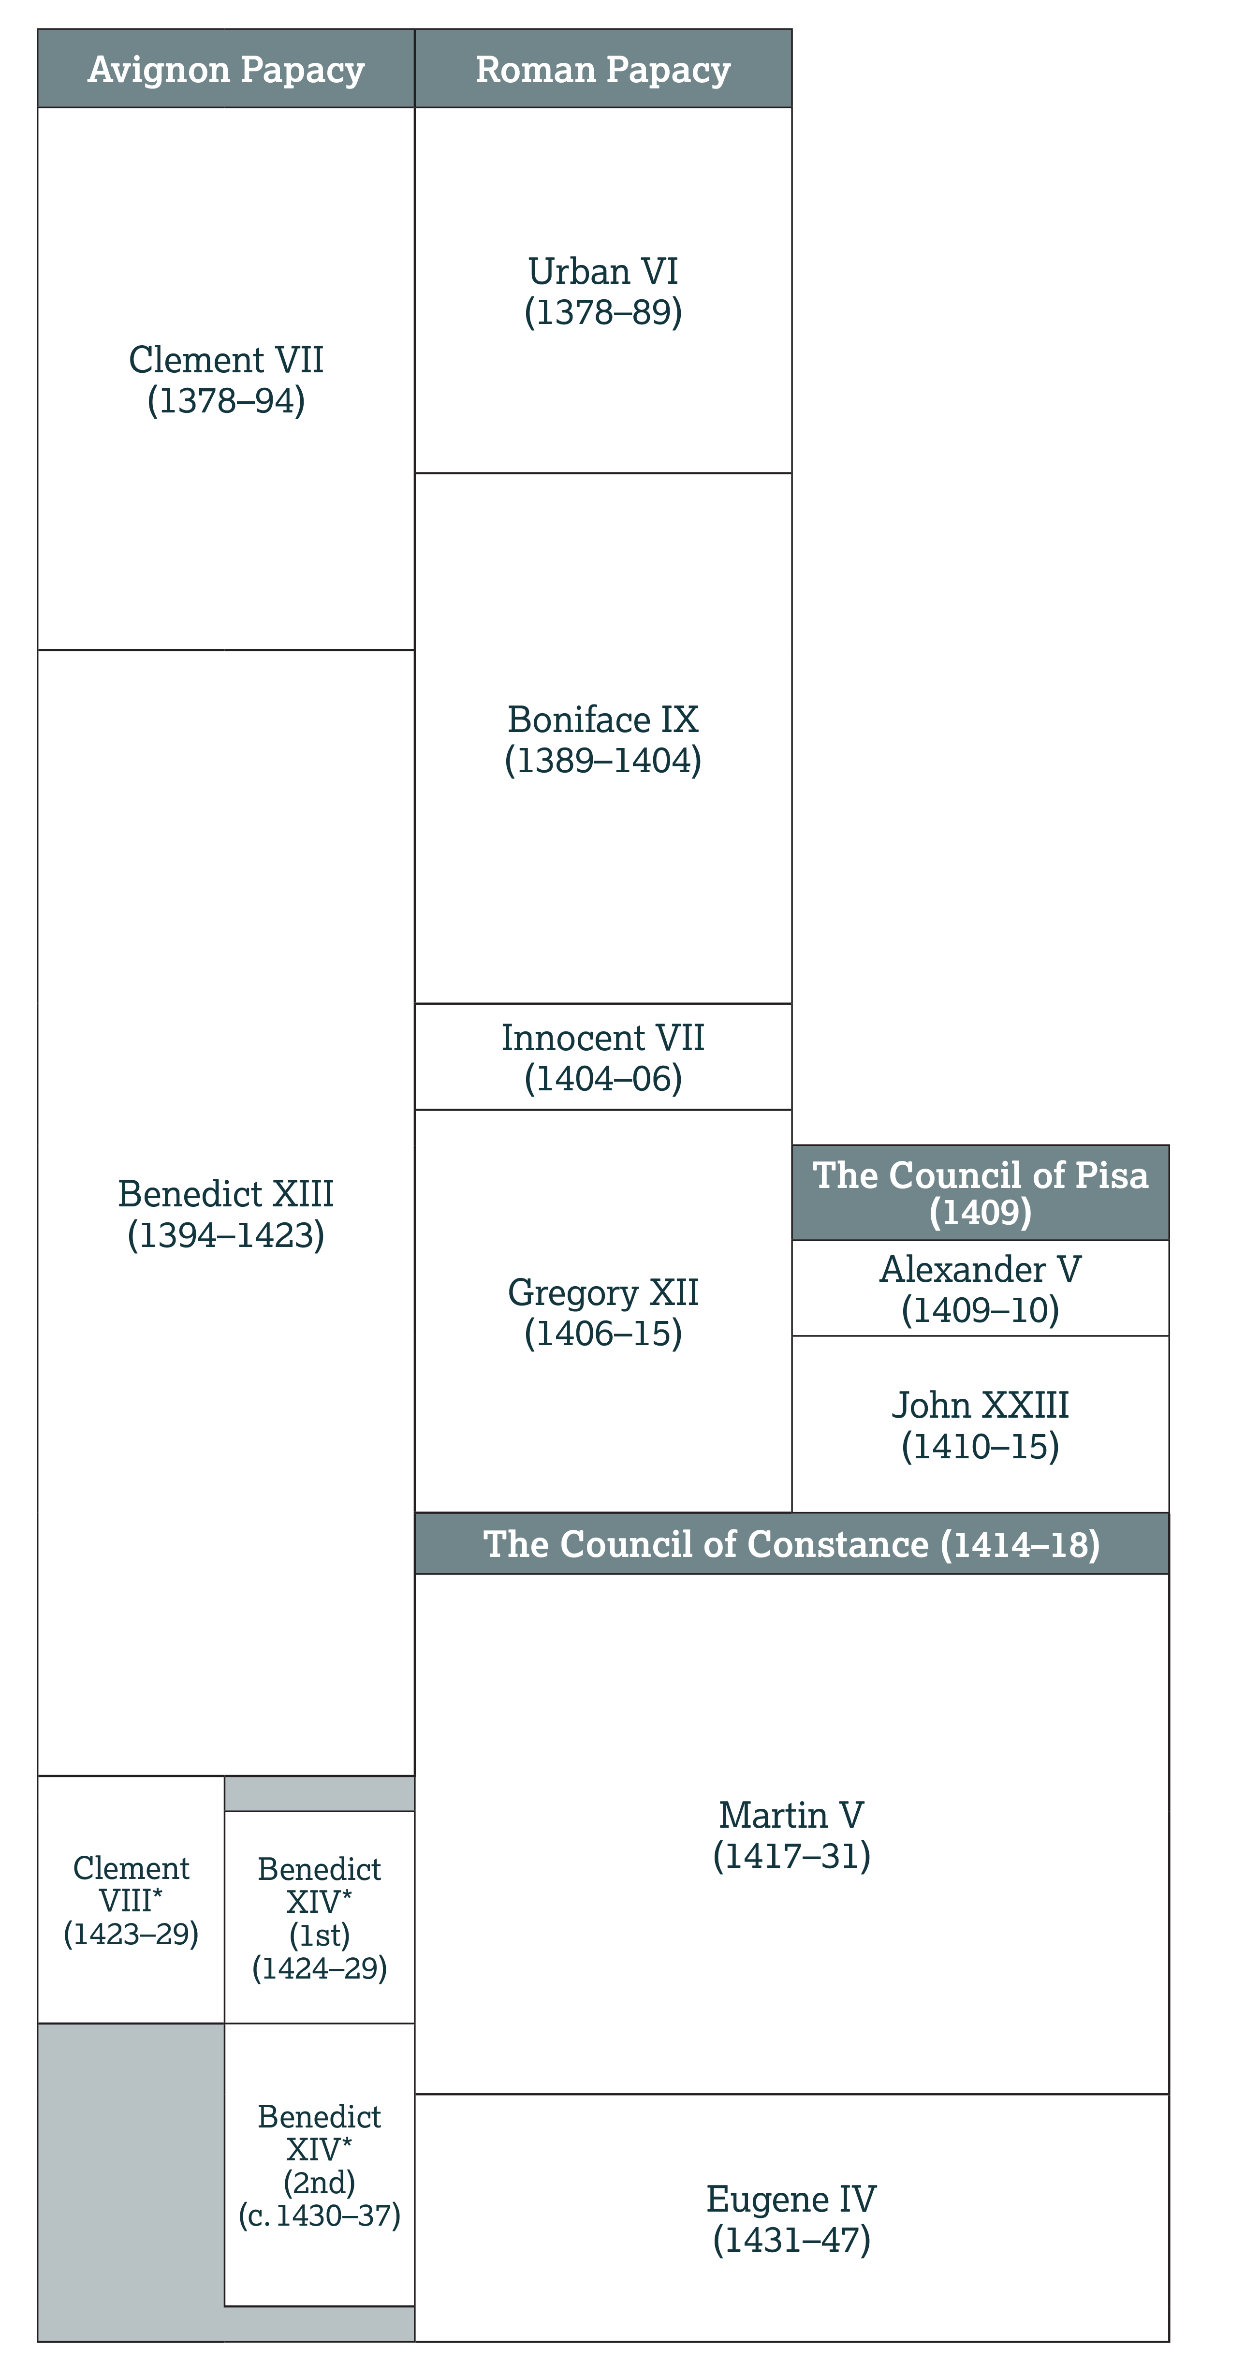 Avignon Papacy
Roman Papacy
Clement VII
(1378–94)
Urban VI
(1378–89)
Boniface IX
(1389–1404)
Innocent VII
(1404–06)
Benedict XIII
(1394–1423)
Gregory XII
(1406–15)
The Council of Pisa
(1409)
Alexander V
(1409–10)
John XXIII
(1410–15)
The Council of Constance (1414–18)
Martin V
(1417–31)
Clement
VIII*
(1423–29)
Benedict
XIV*
(1st)
(1424–29)
Benedict
XIV*
(2nd)
(c. 1430–37)
Eugene IV
(1431–47)